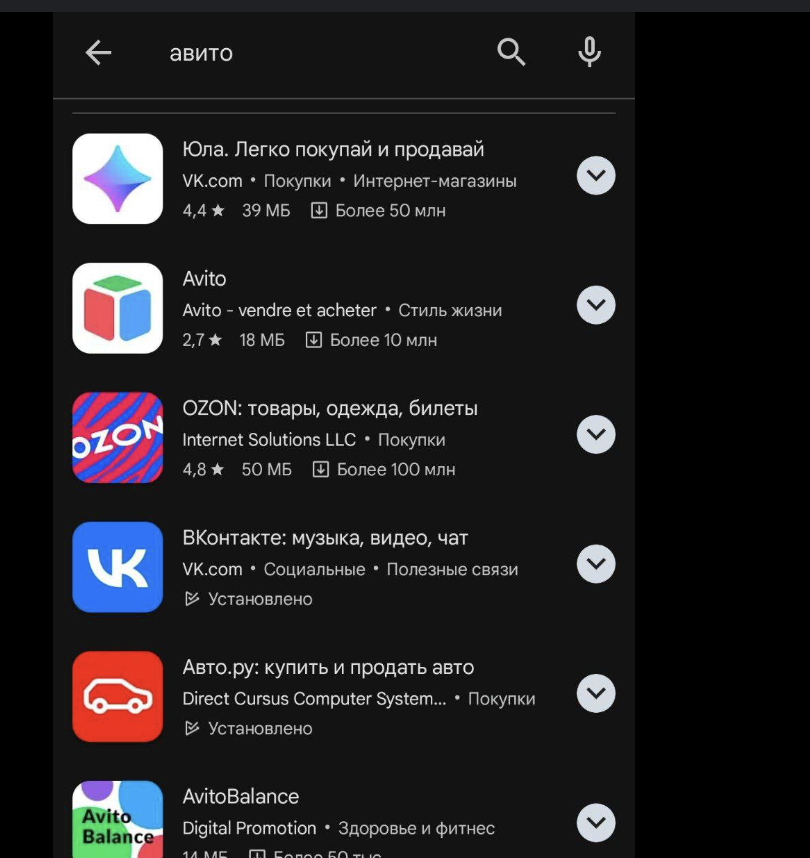 авито
Юла. Легко покупай и продавай
VK.com • Покупки • Интернет-магазины
4,4 ★ 39 МБ Более 50 млн
Avito
Avito - vendre et acheter • Стиль жизни
2,7 ★ 18 МБ Более 10 млн
OZON
OZON: товары, одежда, билеты
Internet Solutions LLC • Покупки
4,8 ★ 50 МБ Более 100 млн
VK
ВКонтакте: музыка, видео, чат
VK.com • Социальные • Полезные связи
Установлено
Авто.ру: купить и продать авто
Direct Cursus Computer System... • Покупки
Установлено
Avito
Balance
AvitoBalance
Digital Promotion • Здоровье и фитнес
14 МБ Более 50 тыс.